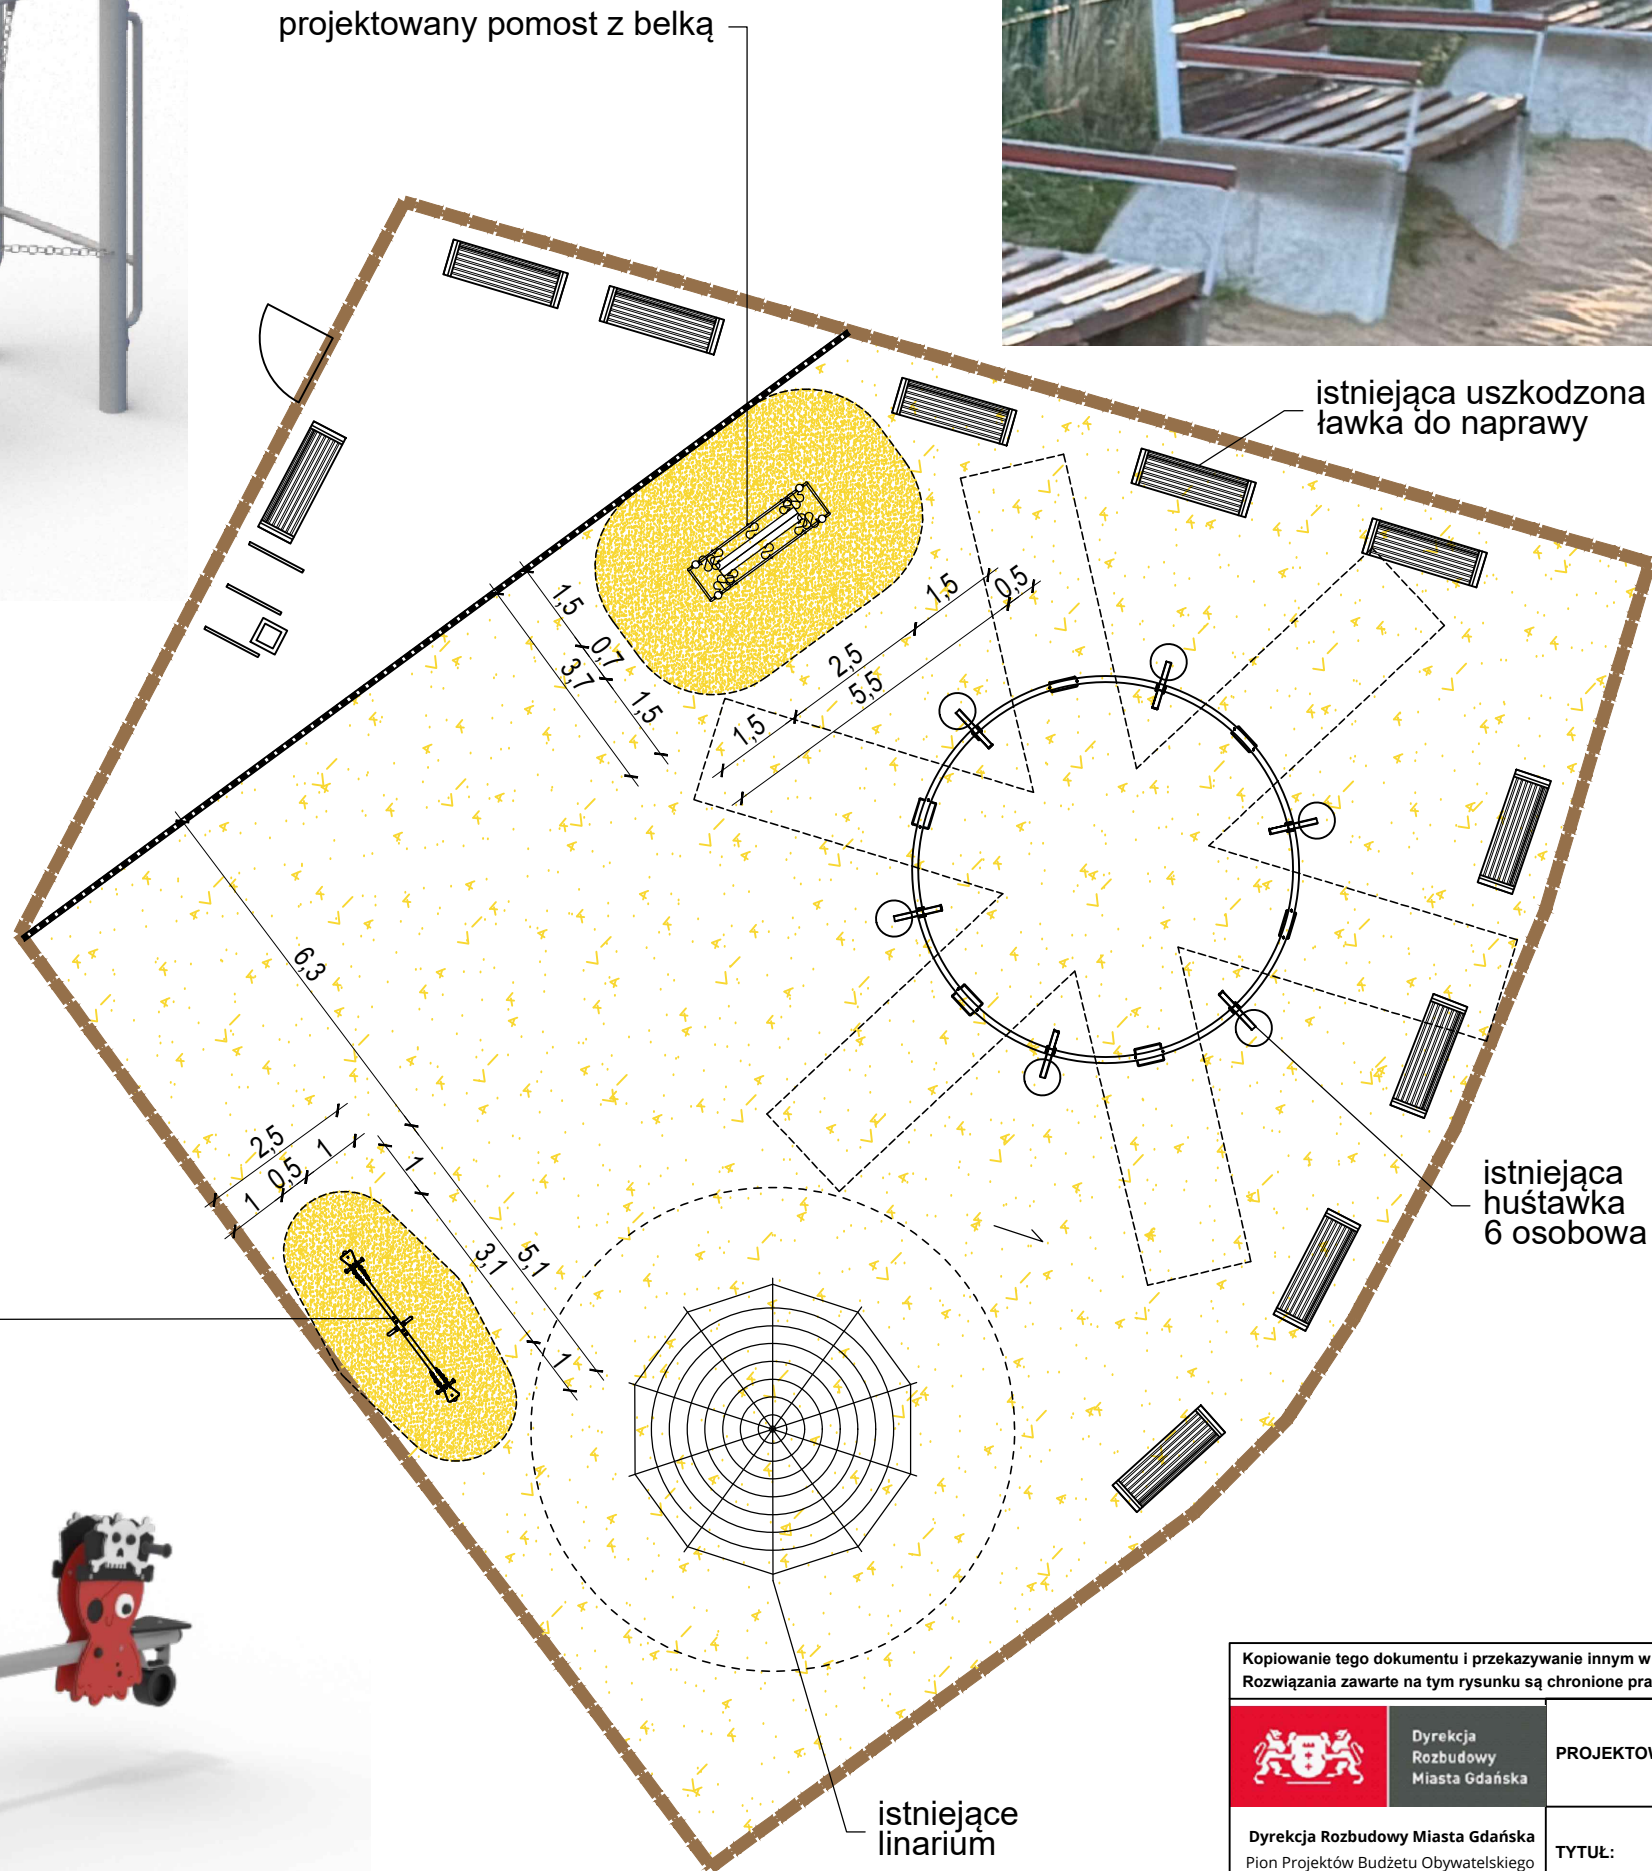 projektowany pomost z belką
istniejąca uszkodzona
ławka do naprawy
1,5
0,7
1,5
3,7
1,5
2,5
1,5
0,5
5,5
6,3
2,5
1
0,5
1
1
3,1
1
5,1
istniejąca
huśtawka
6 osobowa
istniejące
linarium
Kopiowanie tego dokumentu i przekazywanie innym w
Rozwiązania zawarte na tym rysunku są chronione
Dyrekcja
Rozbudowy
Miasta Gdańska
Dyrekcja Rozbudowy Miasta Gdańska
Pion Projektów Budżetu Obywatelskiego
TYTUŁ: